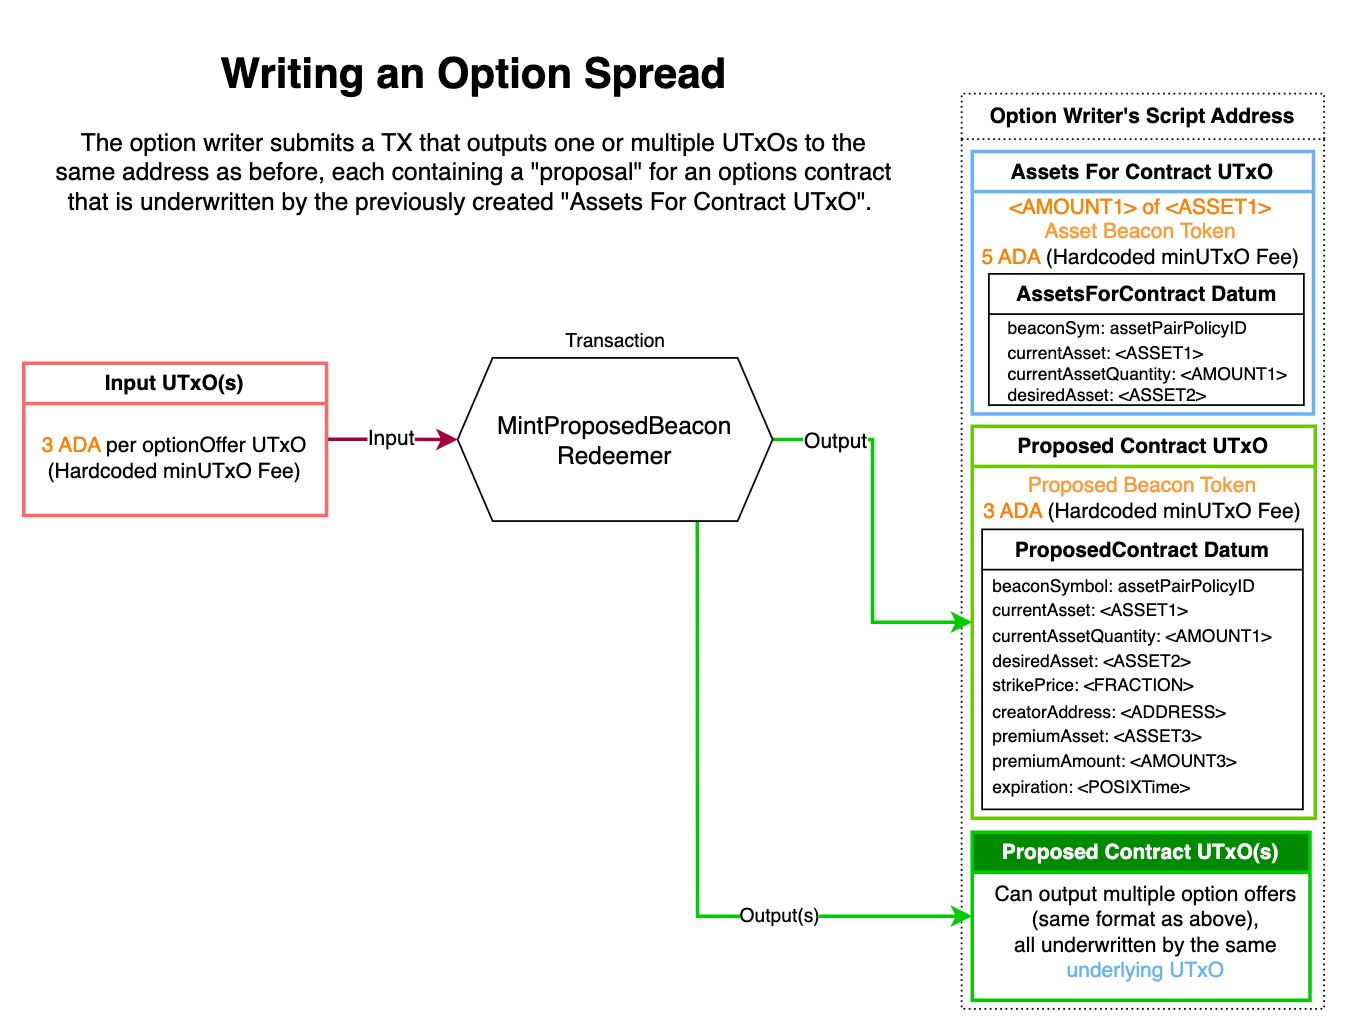 Writing an Option Spread
The option writer submits a TX that outputs one or multiple UTxOs to the
same address as before, each containing a "proposal" for an options contract
that is underwritten by the previously created "Assets For Contract UTxO".
Input UTxO(s)
3 ADA per optionOffer UTxO
(Hardcoded minUTxO Fee)
Input
Transaction
MintProposedBeacon
Redeemer
Output
Output(s)
Option Writer's Script Address
Assets For Contract UTxO
<AMOUNT1> of <ASSET1>
Asset Beacon Token
5 ADA (Hardcoded minUTxO Fee)
AssetsForContract Datum
beaconSym: assetPairPolicyID
currentAsset: <ASSET1>
currentAssetQuantity: <AMOUNT1>
desiredAsset: <ASSET2>
Proposed Contract UTxO
Proposed Beacon Token
3 ADA (Hardcoded minUTxO Fee)
ProposedContract Datum
beaconSymbol: assetPairPolicyID
currentAsset: <ASSET1>
currentAssetQuantity: <AMOUNT1>
desiredAsset: <ASSET2>
strikePrice: <FRACTION>
creatorAddress: <ADDRESS>
premiumAsset: <ASSET3>
premiumAmount: <AMOUNT3>
expiration: <POSIXTime>
Proposed Contract UTxO(s)
Can output multiple option offers
(same format as above),
all underwritten by the same
underlying UTxO